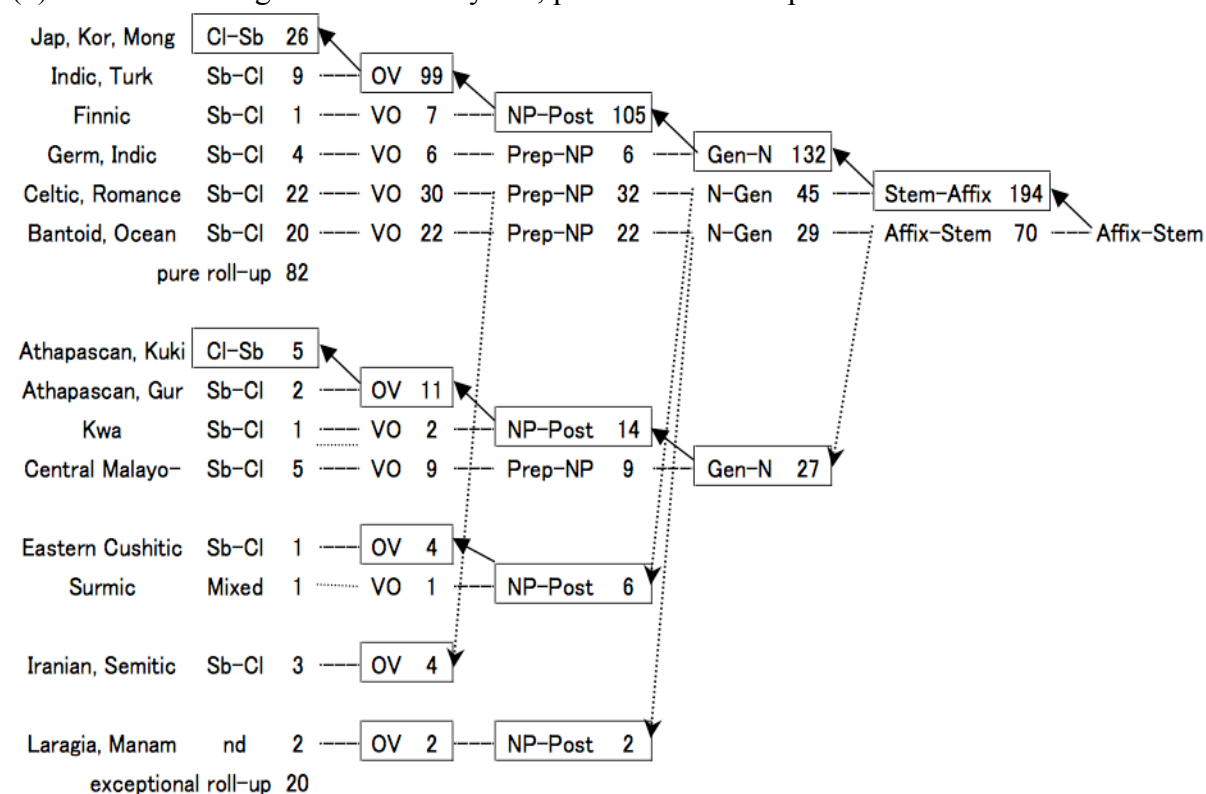 Jap, Kor, Mong Cl-Sb 26
Indic, Turk Sb-Cl 9 OV 99
Finnic Sb-Cl 1 VO 7 NP-Post 105
Germ, Indic Sb-Cl 4 VO 6 Prep-NP 6 Gen-N 132
Celtic, Romance Sb-Cl 22 VO 30 Prep-NP 32 N-Gen 45 Stem-Affix 194
Bantoid, Ocean Sb-Cl 20 VO 22 Prep-NP 22 N-Gen 29 Affix-Stem 70 Affix-Stem
pure roll-up 82
Athapascan, Kuki Cl-Sb 5
Athapascan, Gur Sb-Cl 2 OV 11
Kwa Sb-Cl 1 VO 2 NP-Post 14
Central Malayo- Sb-Cl 5 VO 9 Prep-NP 9 Gen-N 27
Eastern Cushitic Sb-Cl 1 OV 4
Surmic Mixed 1 VO 1 NP-Post 6
Iranian, Semitic Sb-Cl 3 OV 4
Laragia, Manam nd 2 OV 2 NP-Post 2
exceptional roll-up 20